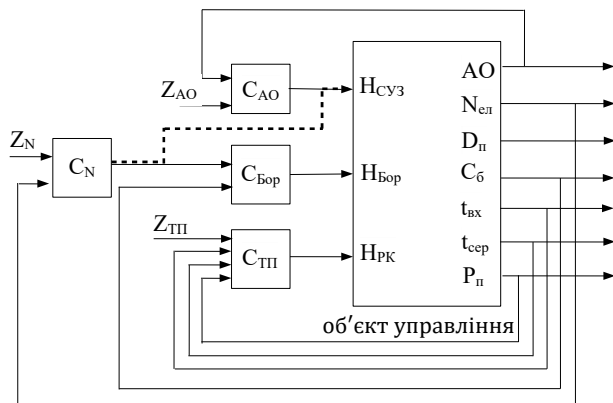 AO
Z_AO C_AO H_СУЗ
N_ел
Z_N
D_п
C_N C_Бор H_Бор C_б
t_вх
Z_ТП
t_сер
C_ТП H_РК
P_п
об'єкт управління